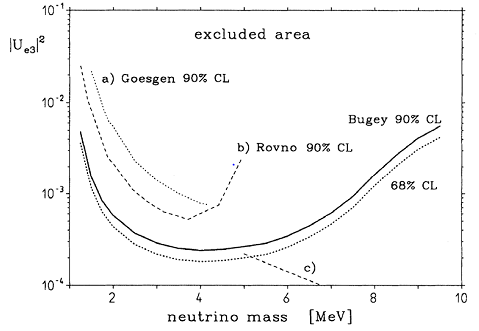 10⁻¹
|Uₑ₃|²
excluded area
a) Goesgen 90% CL
10⁻²
Bugey 90% CL
b) Rovno 90% CL
10⁻³
68% CL
c)
10⁻⁴
2 4 6 8 10
neutrino mass [MeV]